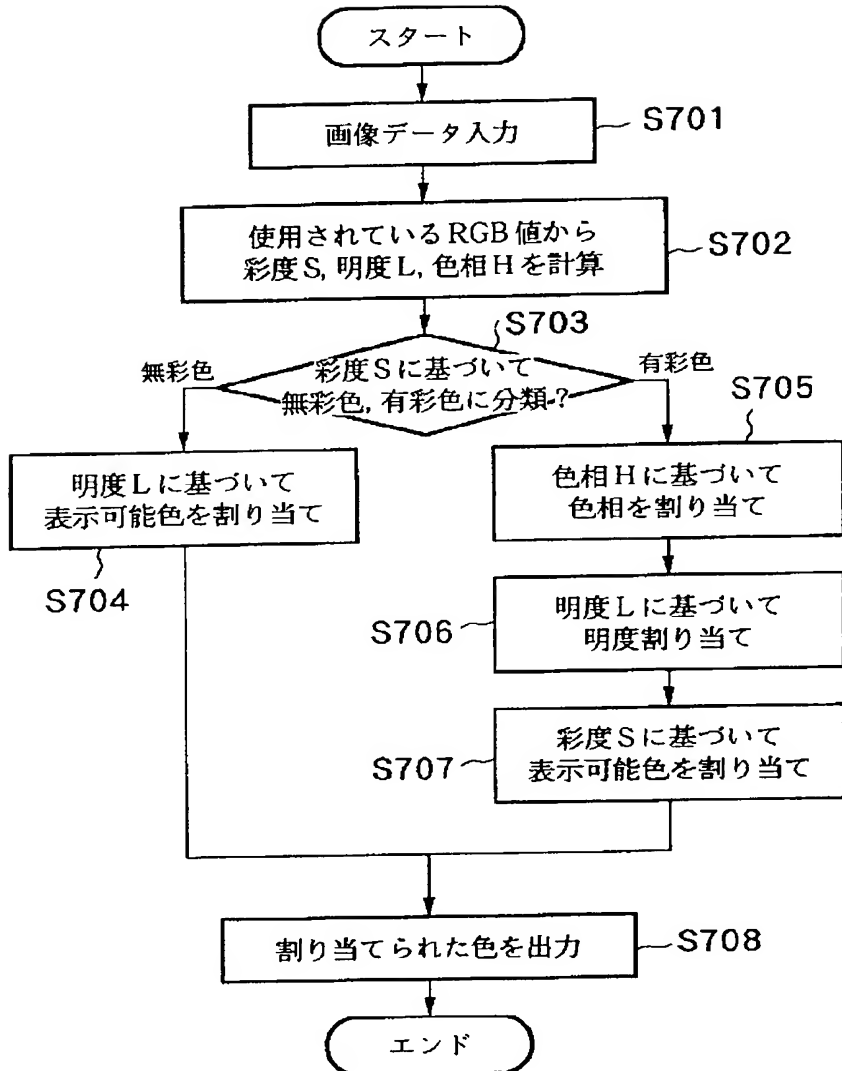 スタート
画像データ入力
S701
使用されているRGB値から
彩度S, 明度L, 色相Hを計算
S702
S703
彩度Sに基づいて
無彩色, 有彩色に分類?
無彩色
有彩色
明度Lに基づいて
表示可能色を割り当て
S704
S705
色相Hに基づいて
色相を割り当て
S706
明度Lに基づいて
明度割り当て
S707
彩度Sに基づいて
表示可能色を割り当て
割り当てられた色を出力
S708
エンド